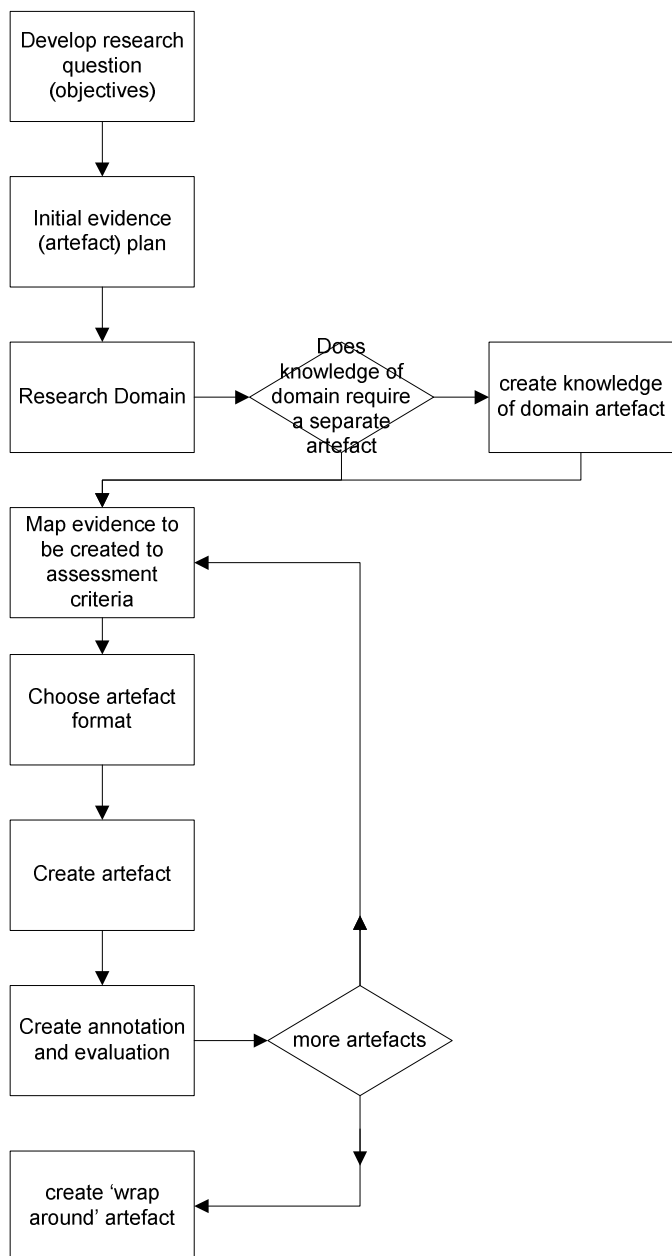 Develop research
question
(objectives)
Initial evidence
(artefact) plan
Research Domain
Does
knowledge of
domain require
a separate
artefact
create knowledge
of domain artefact
Map evidence to
be created to
assessment
criteria
Choose artefact
format
Create artefact
Create annotation
and evaluation
more artefacts
create ‘wrap
around’ artefact